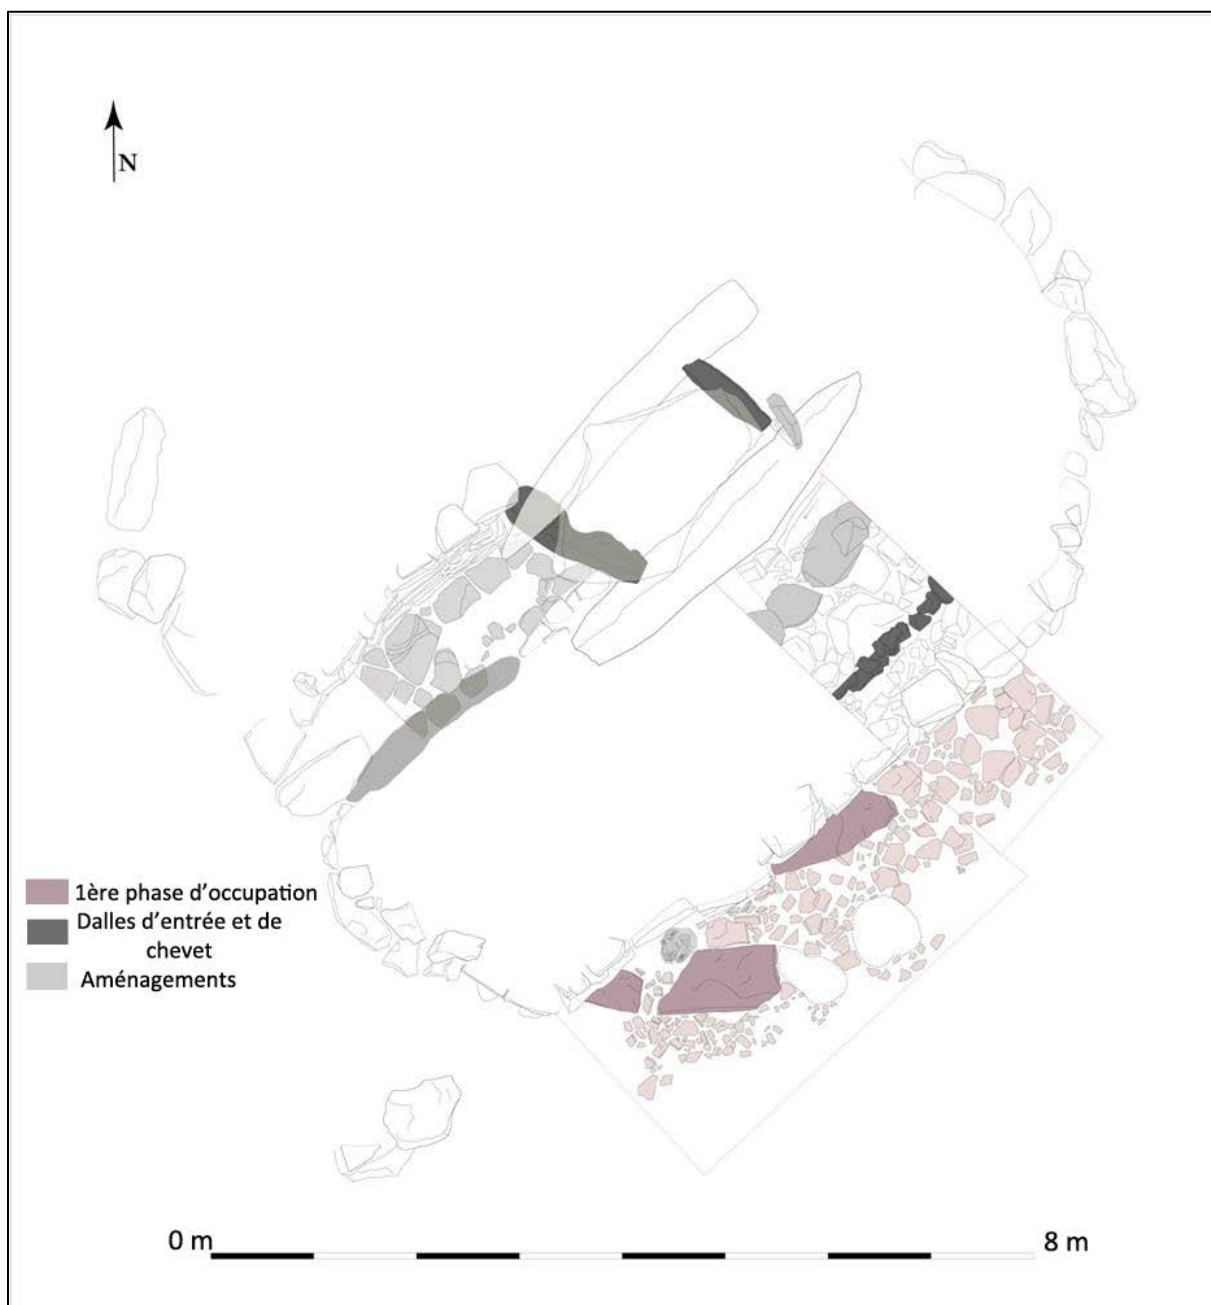 N
1ère phase d’occupation
Dalles d’entrée et de
chevet
Aménagements
0 m
8 m